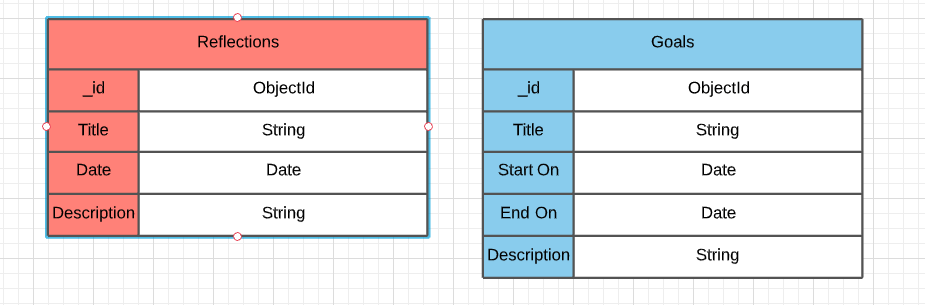 Reflections
_id ObjectId
Title String
Date Date
Description String
Goals
_id ObjectId
Title String
Start On Date
End On Date
Description String